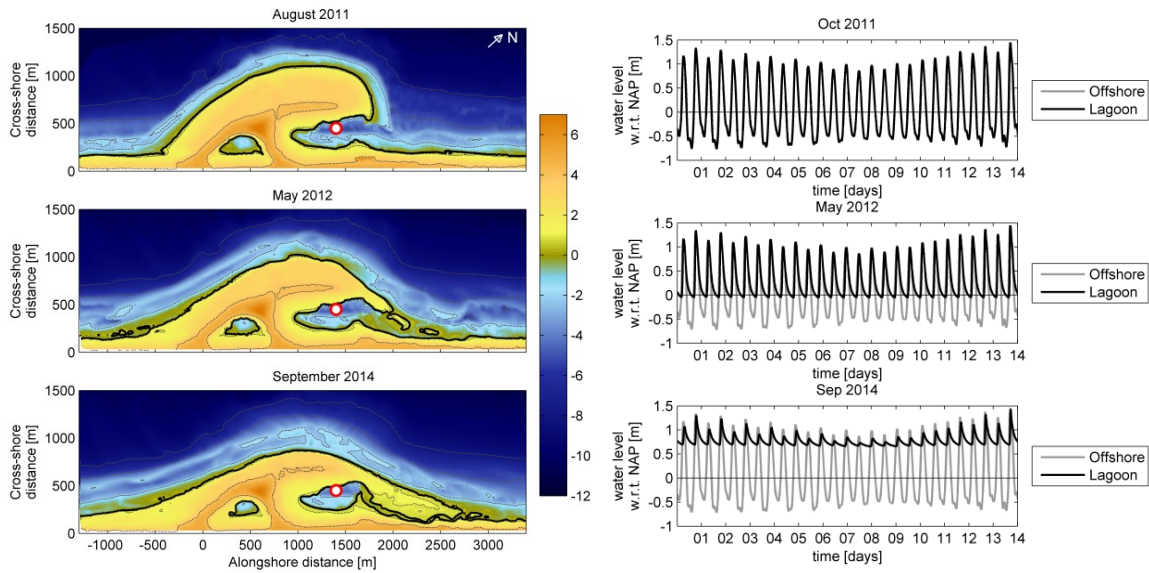 August 2011
1500
1000
500
0
Cross-shore
distance [m]
N
May 2012
1500
1000
500
0
Cross-shore
distance [m]
September 2014
1500
1000
500
0
Cross-shore
distance [m]
-1000 -500 0 500 1000 1500 2000 2500 3000
Alongshore distance [m]
6
4
2
0
-2
-4
-6
-8
-10
-12
Oct 2011
1.5
1
0.5
0
-0.5
-1
water level
w.r.t. NAP [m]
01 02 03 04 05 06 07 08 09 10 11 12 13 14
time [days]
Offshore
Lagoon
May 2012
1.5
1
0.5
0
-0.5
-1
water level
w.r.t. NAP [m]
01 02 03 04 05 06 07 08 09 10 11 12 13 14
time [days]
Offshore
Lagoon
Sep 2014
1.5
1
0.5
0
-0.5
-1
water level
w.r.t. NAP [m]
01 02 03 04 05 06 07 08 09 10 11 12 13 14
time [days]
Offshore
Lagoon